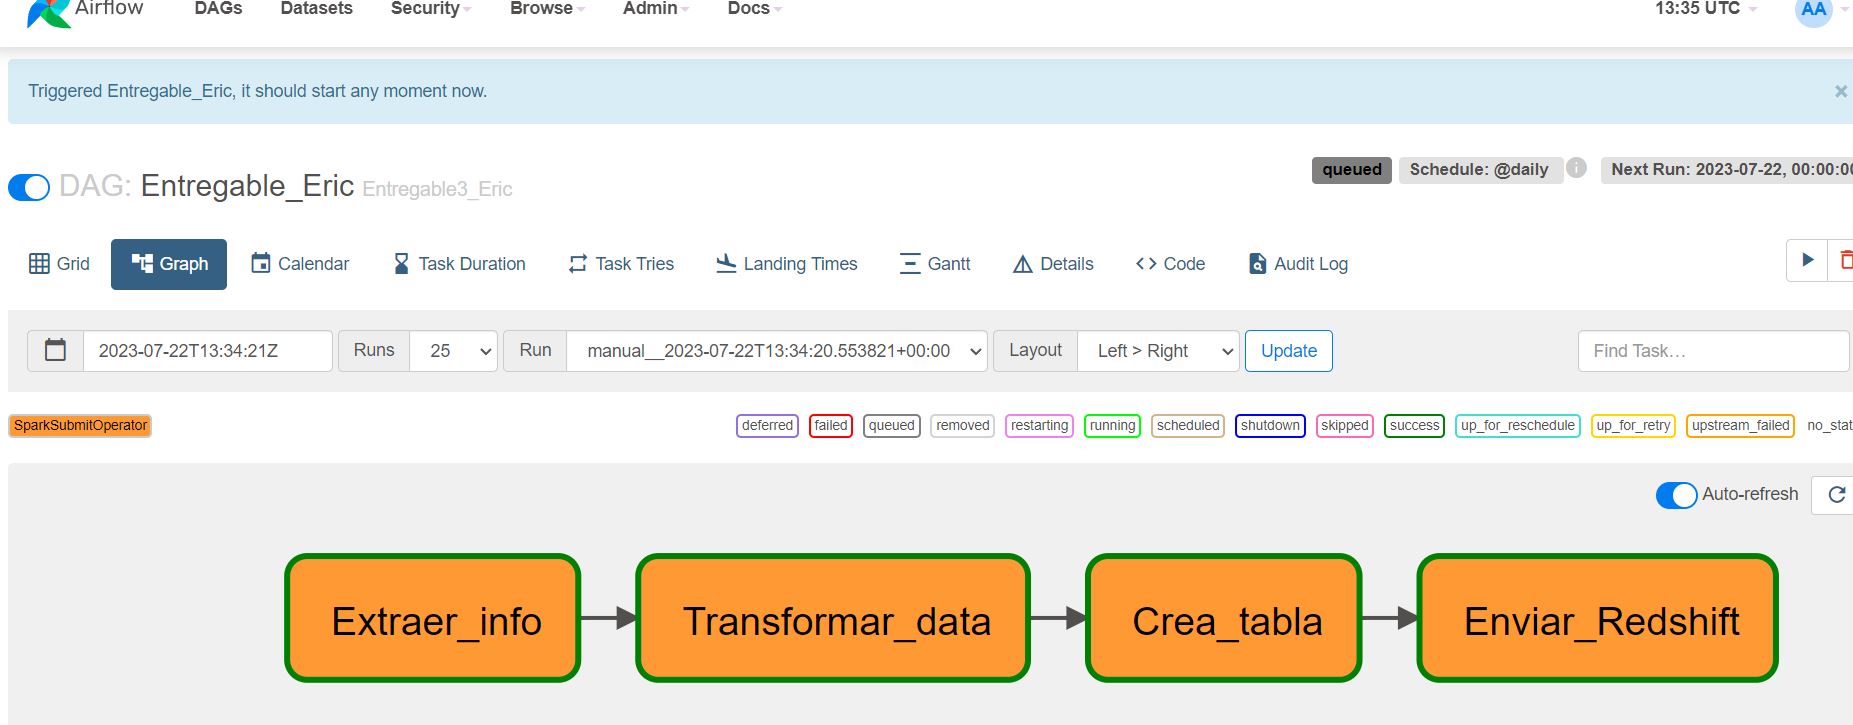 Airflow DAGs Datasets Security Browse Admin Docs 13:35 UTC AA
Triggered Entregable_Eric, it should start any moment now. ×
DAG: Entregable_Eric Entregable3_Eric queued Schedule: @daily Next Run: 2023-07-22, 00:00:00
Grid Graph Calendar Task Duration Task Tries Landing Times Gantt Details Code Audit Log
2023-07-22T13:34:21Z Runs 25 Run manual__2023-07-22T13:34:20.553821+00:00 Layout Left > Right Update Find Task…
SparkSubmitOperator deferred failed queued removed restarting running scheduled shutdown skipped success up_for_reschedule up_for_retry upstream_failed no_stat
Auto-refresh
Extraer_info Transformar_data Crea_tabla Enviar_Redshift